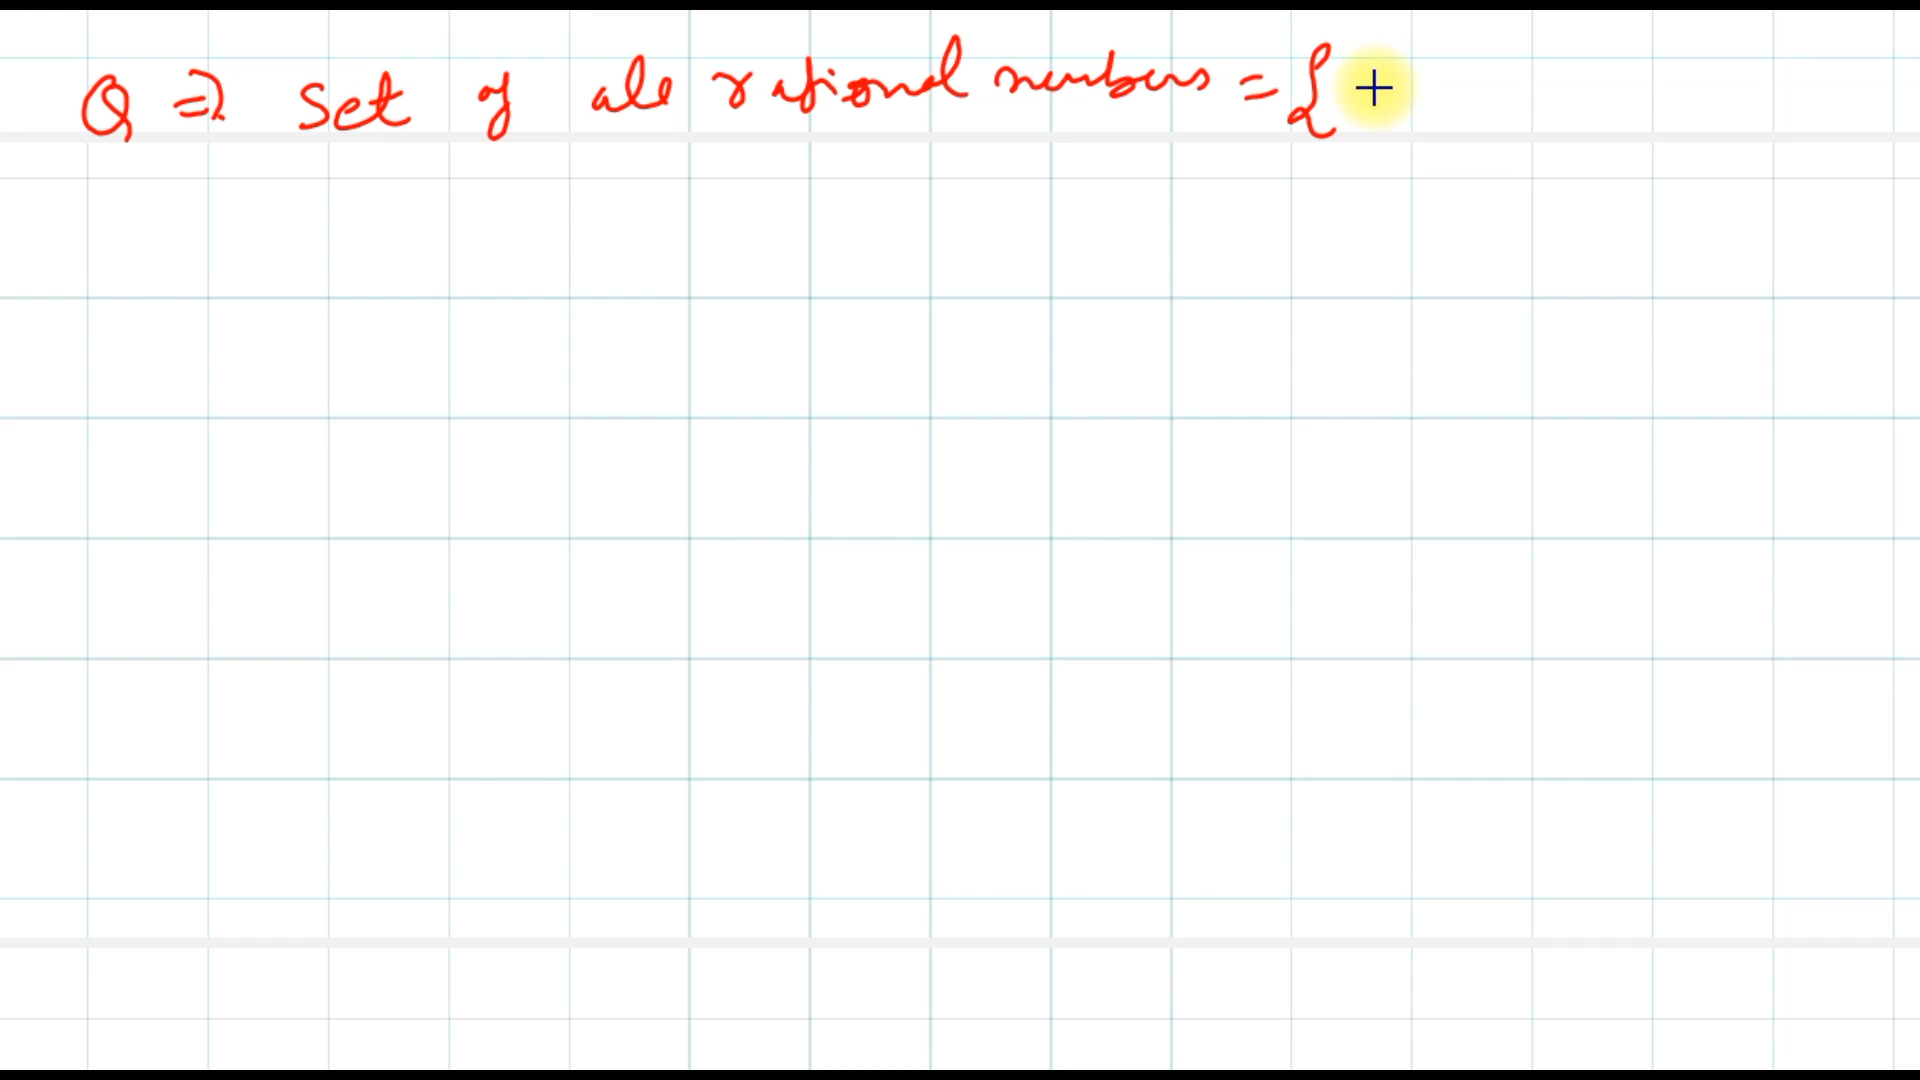 Q ⇒ Set of all rational numbers = {